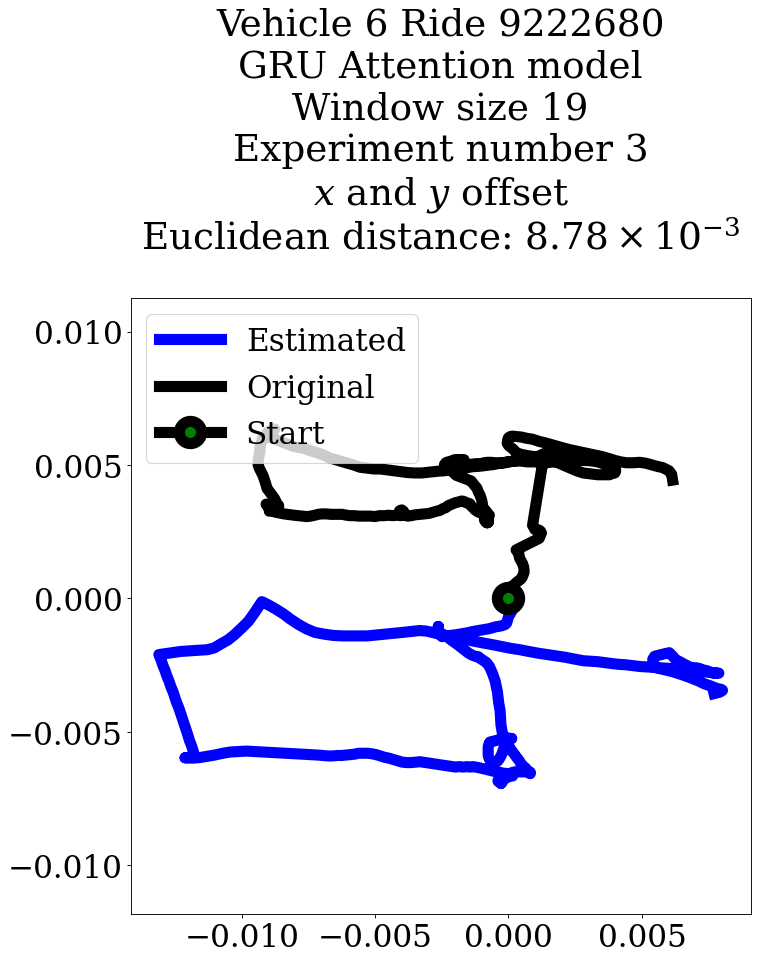 Vehicle 6 Ride 9222680
GRU Attention model
Window size 19
Experiment number 3
x and y offset
Euclidean distance: 8.78 × 10⁻³
Estimated
Original
Start
0.010
0.005
0.000
−0.005
−0.010
−0.010 −0.005 0.000 0.005